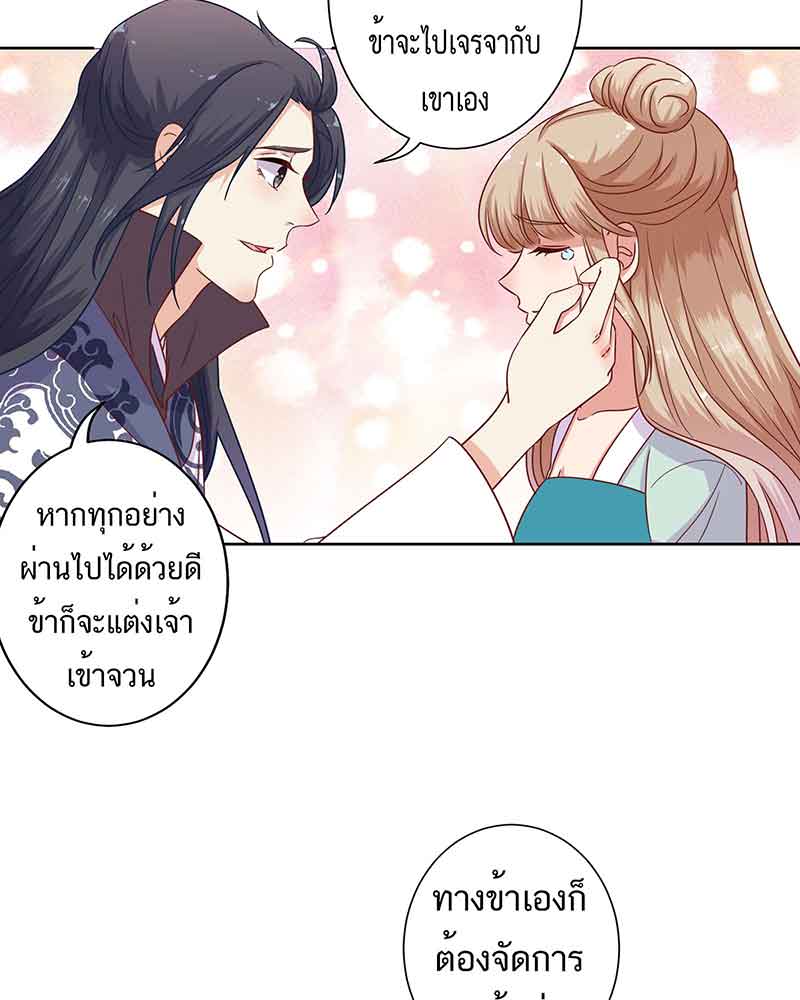 ข้าจะไปเจรจากับ
เขาเอง
หากทุกอย่าง
ผ่านไปได้ด้วยดี
ข้าก็จะแต่งเจ้า
เข้าจวน
ทางข้าเองก็
ต้องจัดการ